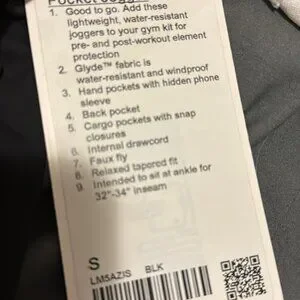 Pocket
1. Good to go. Add these
lightweight, water-resistant
joggers to your gym kit for
pre- and post-workout element
protection
2. Glyde™ fabric is
water-resistant and windproof
3. Hand pockets with hidden phone
sleeve
4. Back pocket
5. Cargo pockets with snap
closures
6. Internal drawcord
7. Faux fly
8. Relaxed tapered fit
9. Intended to sit at ankle for
32"-34" inseam
S
LM5AZIS BLK